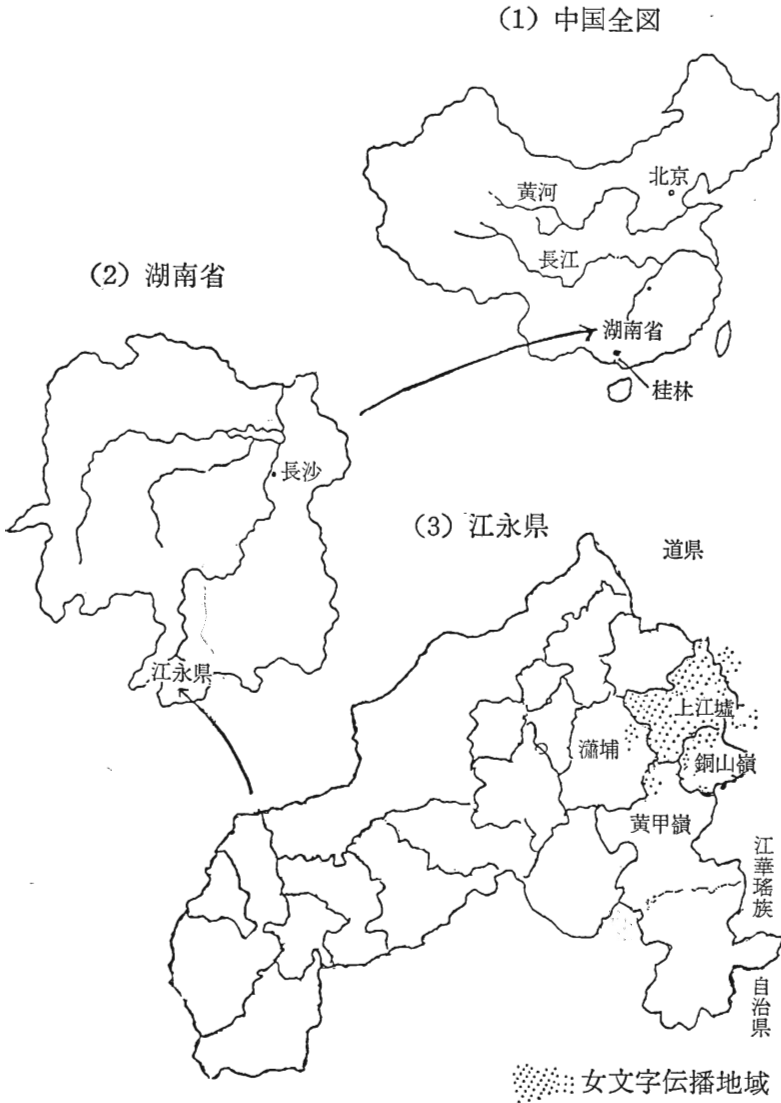 (1) 中国全図
北京
黄河
長江
湖南省
桂林
(2) 湖南省
長沙
江永県
(3) 江永県
道県
上江墟
瀟埔
銅山嶺
黄甲嶺
江華瑤族
自治県
女文字伝播地域